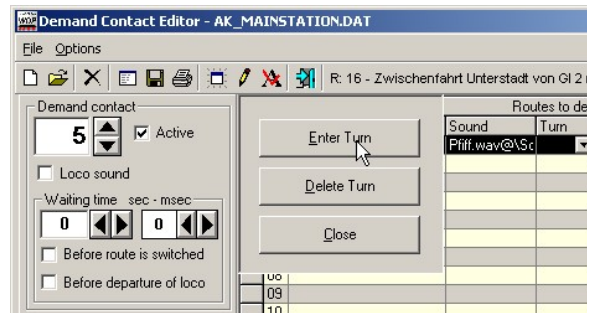 Demand Contact Editor - AK_MAINSTATION.DAT
File Options
R: 16 - Zwischenfahrt Unterstadt von Gl 2
Demand contact
5
Active
Loco sound
Waiting time sec - msec
0 0
Before route is switched
Before departure of loco
Enter Turn
Delete Turn
Close
Routes to de
Sound Turn
Pfiff.wav@\Sc
08
09
10